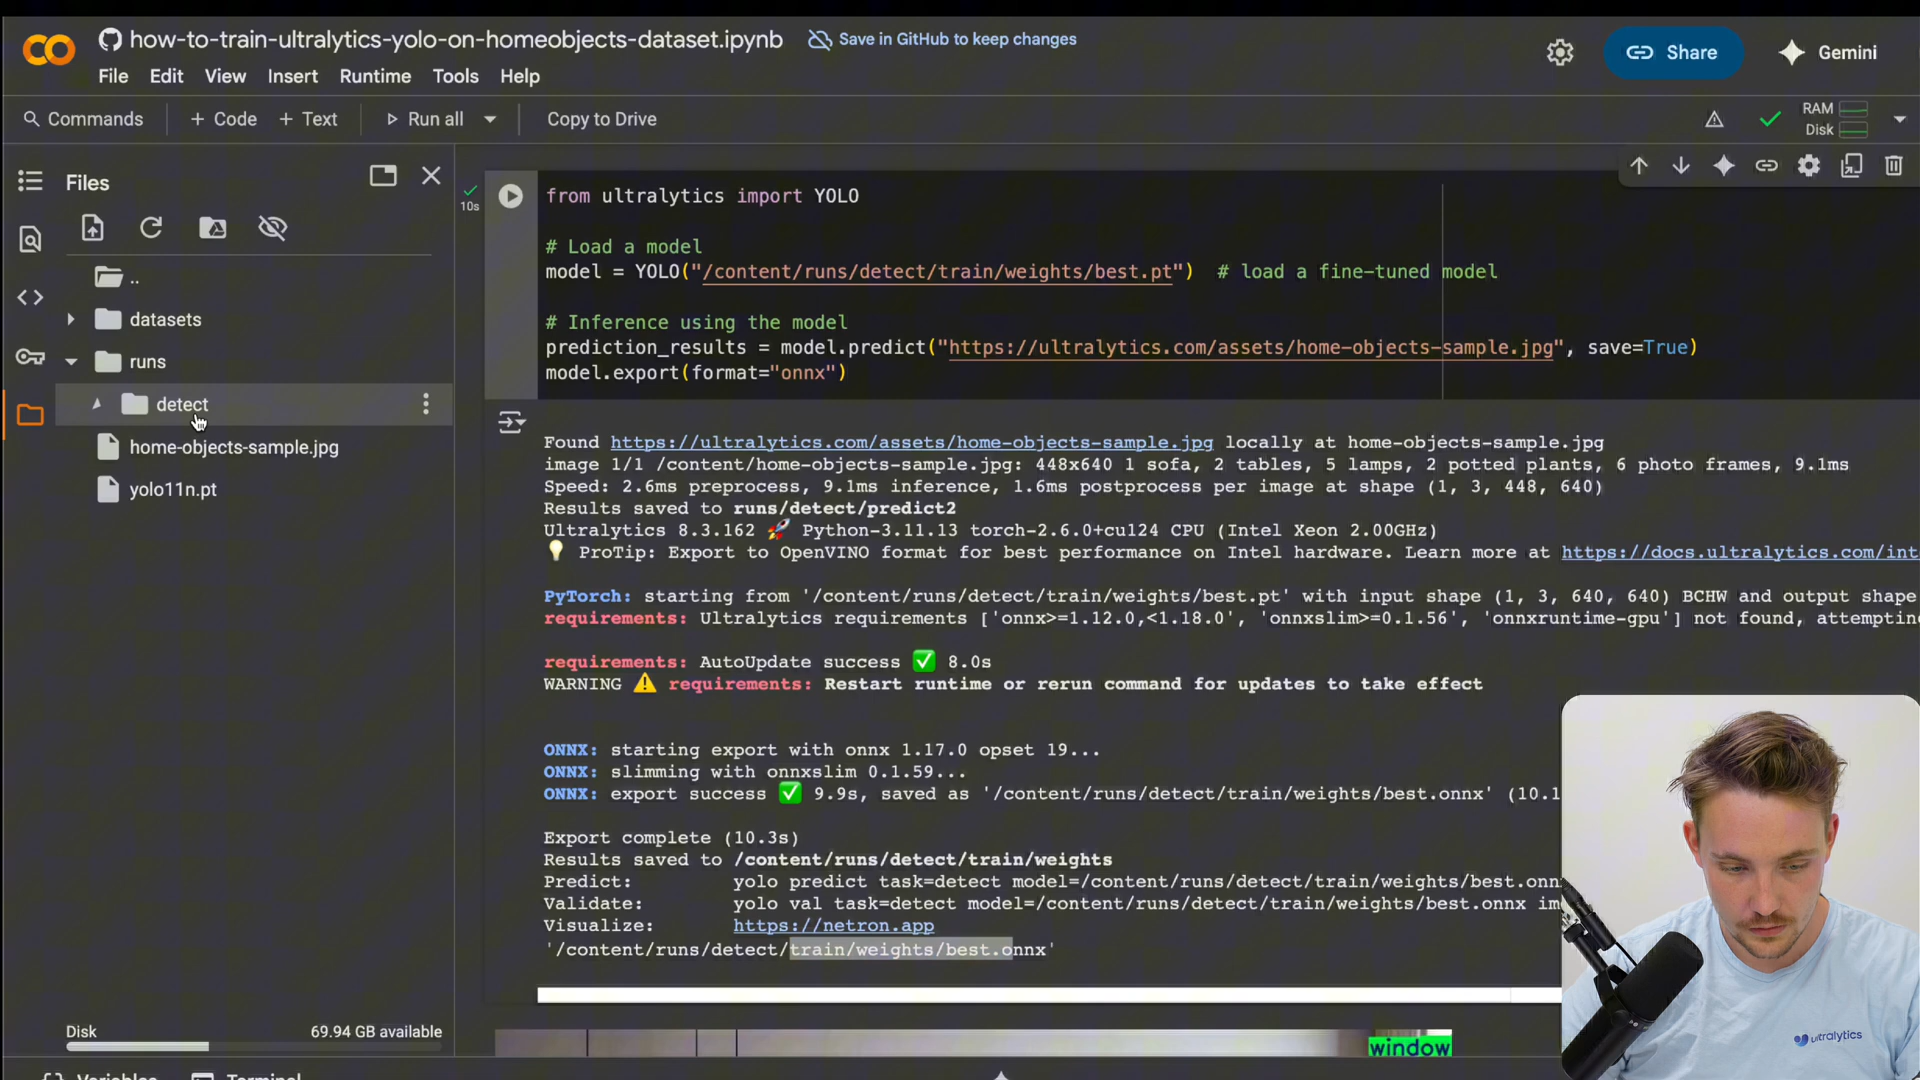 how-to-train-ultralytics-yolo-on-homeobjects-dataset.ipynb
Save in GitHub to keep changes
Share
Gemini
File Edit View Insert Runtime Tools Help
Commands + Code + Text Run all Copy to Drive
RAM
Disk
Files
..
datasets
runs
detect
home-objects-sample.jpg
yolo11n.pt
Disk 69.94 GB available
10s
from ultralytics import YOLO
# Load a model
model = YOLO("/content/runs/detect/train/weights/best.pt") # load a fine-tuned model
# Inference using the model
prediction_results = model.predict("https://ultralytics.com/assets/home-objects-sample.jpg", save=True)
model.export(format="onnx")
Found https://ultralytics.com/assets/home-objects-sample.jpg locally at home-objects-sample.jpg
image 1/1 /content/home-objects-sample.jpg: 448x640 1 sofa, 2 tables, 5 lamps, 2 potted plants, 6 photo frames, 9.1ms
Speed: 2.6ms preprocess, 9.1ms inference, 1.6ms postprocess per image at shape (1, 3, 448, 640)
Results saved to runs/detect/predict2
Ultralytics 8.3.162 🚀 Python-3.11.13 torch-2.6.0+cu124 CPU (Intel Xeon 2.00GHz)
💡 ProTip: Export to OpenVINO format for best performance on Intel hardware. Learn more at https://docs.ultralytics.com/int
PyTorch: starting from '/content/runs/detect/train/weights/best.pt' with input shape (1, 3, 640, 640) BCHW and output shape
requirements: Ultralytics requirements ['onnx>=1.12.0,<1.18.0', 'onnxslim>=0.1.56', 'onnxruntime-gpu'] not found, attempting
requirements: AutoUpdate success ✅ 8.0s
WARNING ⚠️ requirements: Restart runtime or rerun command for updates to take effect
ONNX: starting export with onnx 1.17.0 opset 19...
ONNX: slimming with onnxslim 0.1.59...
ONNX: export success ✅ 9.9s, saved as '/content/runs/detect/train/weights/best.onnx' (10.1
Export complete (10.3s)
Results saved to /content/runs/detect/train/weights
Predict: yolo predict task=detect model=/content/runs/detect/train/weights/best.onn
Validate: yolo val task=detect model=/content/runs/detect/train/weights/best.onnx im
Visualize: https://netron.app
'/content/runs/detect/train/weights/best.onnx'
window
ultralytics
Variables Terminal